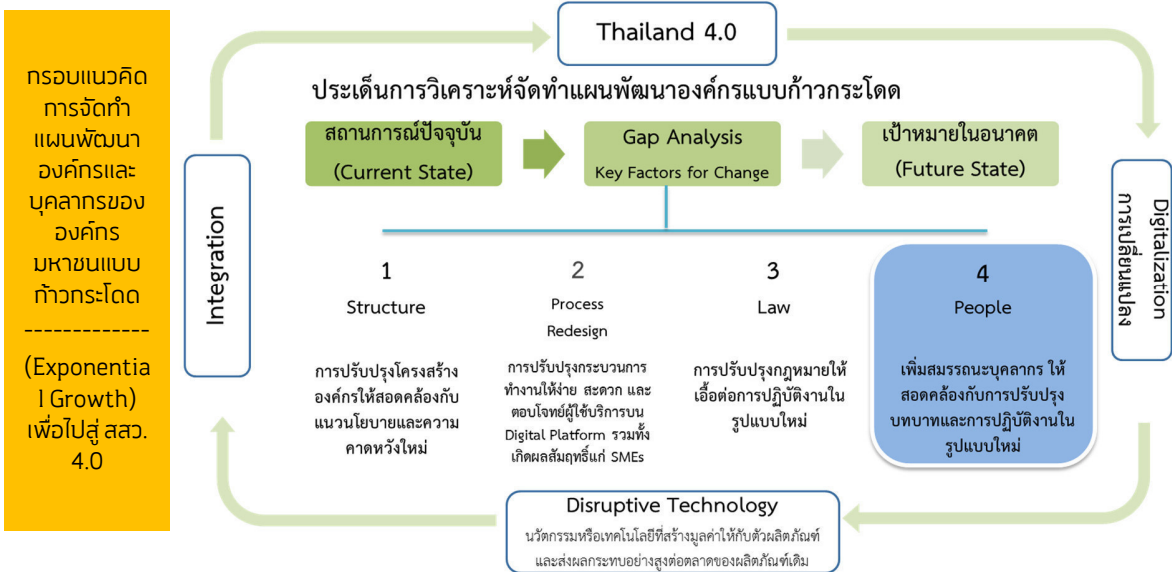 กรอบแนวคิด
การจัดทำ
แผนพัฒนา
องค์กรและ
บุคลากรของ
องค์กร
มหาชนแบบ
ก้าวกระโดด
-------------
(Exponentia
l Growth)
เพื่อไปสู่ สสว.
4.0
Thailand 4.0
ประเด็นการวิเคราะห์จัดทำแผนพัฒนาองค์กรแบบก้าวกระโดด
สถานการณ์ปัจจุบัน
(Current State)
Gap Analysis
Key Factors for Change
เป้าหมายในอนาคต
(Future State)
Integration
1
Structure
การปรับปรุงโครงสร้าง
องค์กรให้สอดคล้องกับ
แนวนโยบายและความ
คาดหวังใหม่
2
Process
Redesign
การปรับปรุงกระบวนการ
ทำงานให้ง่าย สะดวก และ
ตอบโจทย์ผู้ใช้บริการบน
Digital Platform รวมทั้ง
เกิดผลสัมฤทธิ์แก่ SMEs
3
Law
การปรับปรุงกฎหมายให้
เอื้อต่อการปฏิบัติงานใน
รูปแบบใหม่
4
People
เพิ่มสมรรถนะบุคลากร ให้
สอดคล้องกับการปรับปรุง
บทบาทและการปฏิบัติงานใน
รูปแบบใหม่
Digitalization
การเปลี่ยนแปลง
Disruptive Technology
นวัตกรรมหรือเทคโนโลยีที่สร้างมูลค่าให้กับตัวผลิตภัณฑ์
และส่งผลกระทบอย่างสูงต่อตลาดของผลิตภัณฑ์เดิม